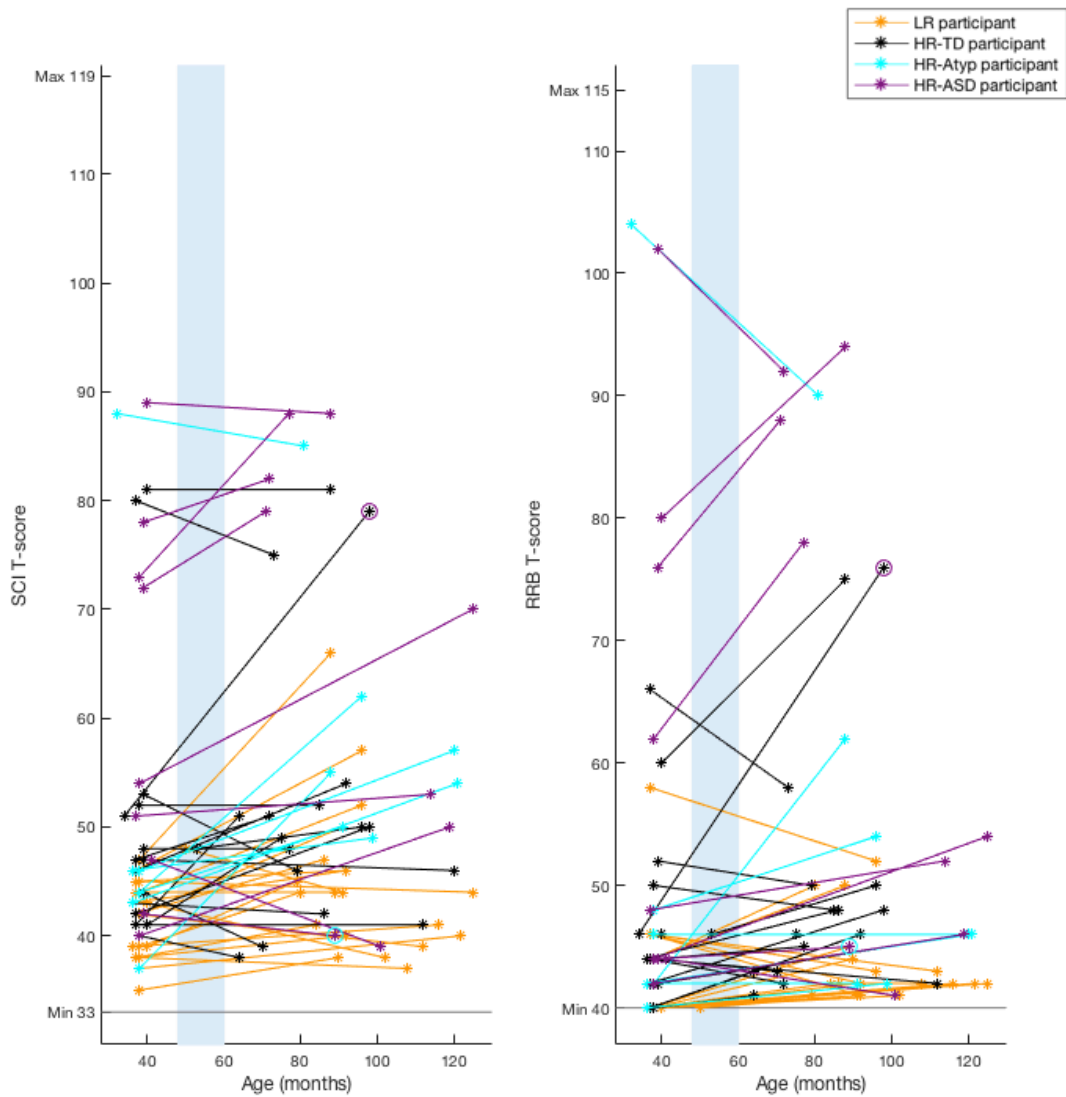 LR participant
HR-TD participant
HR-Atyp participant
HR-ASD participant
SCI T-score
Max 119
110
100
90
80
70
60
50
40
Min 33
40 60 80 100 120
Age (months)
RRB T-score
Max 115
110
100
90
80
70
60
50
Min 40
40 60 80 100 120
Age (months)